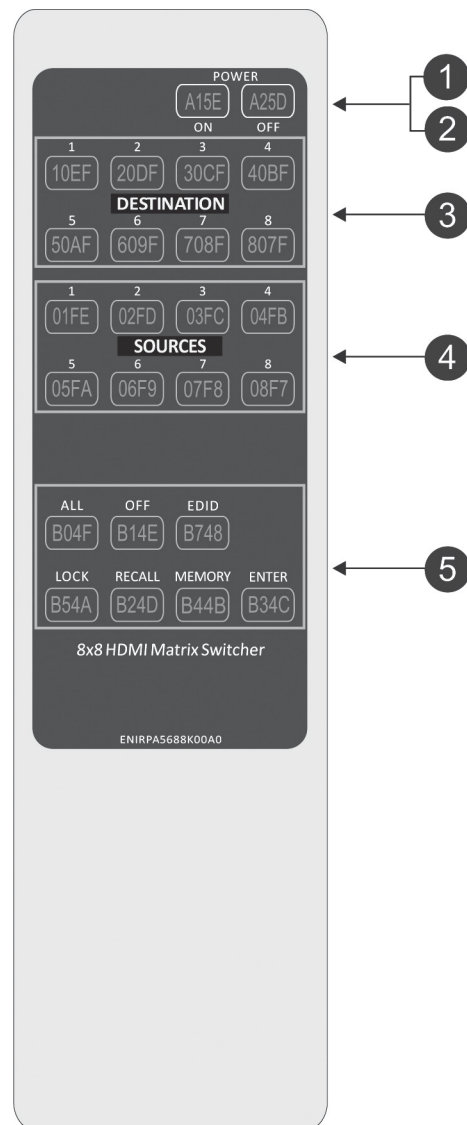 POWER
A15E A25D
ON OFF
1
2
1 2 3 4
10EF 20DF 30CF 40BF
DESTINATION
3
5 6 7 8
50AF 609F 708F 807F
1 2 3 4
01FE 02FD 03FC 04FB
SOURCES
4
5 6 7 8
05FA 06F9 07F8 08F7
ALL OFF EDID
B04F B14E B748
5
LOCK RECALL MEMORY ENTER
B54A B24D B44B B34C
8x8 HDMI Matrix Switcher
ENIRPA5688K00A0